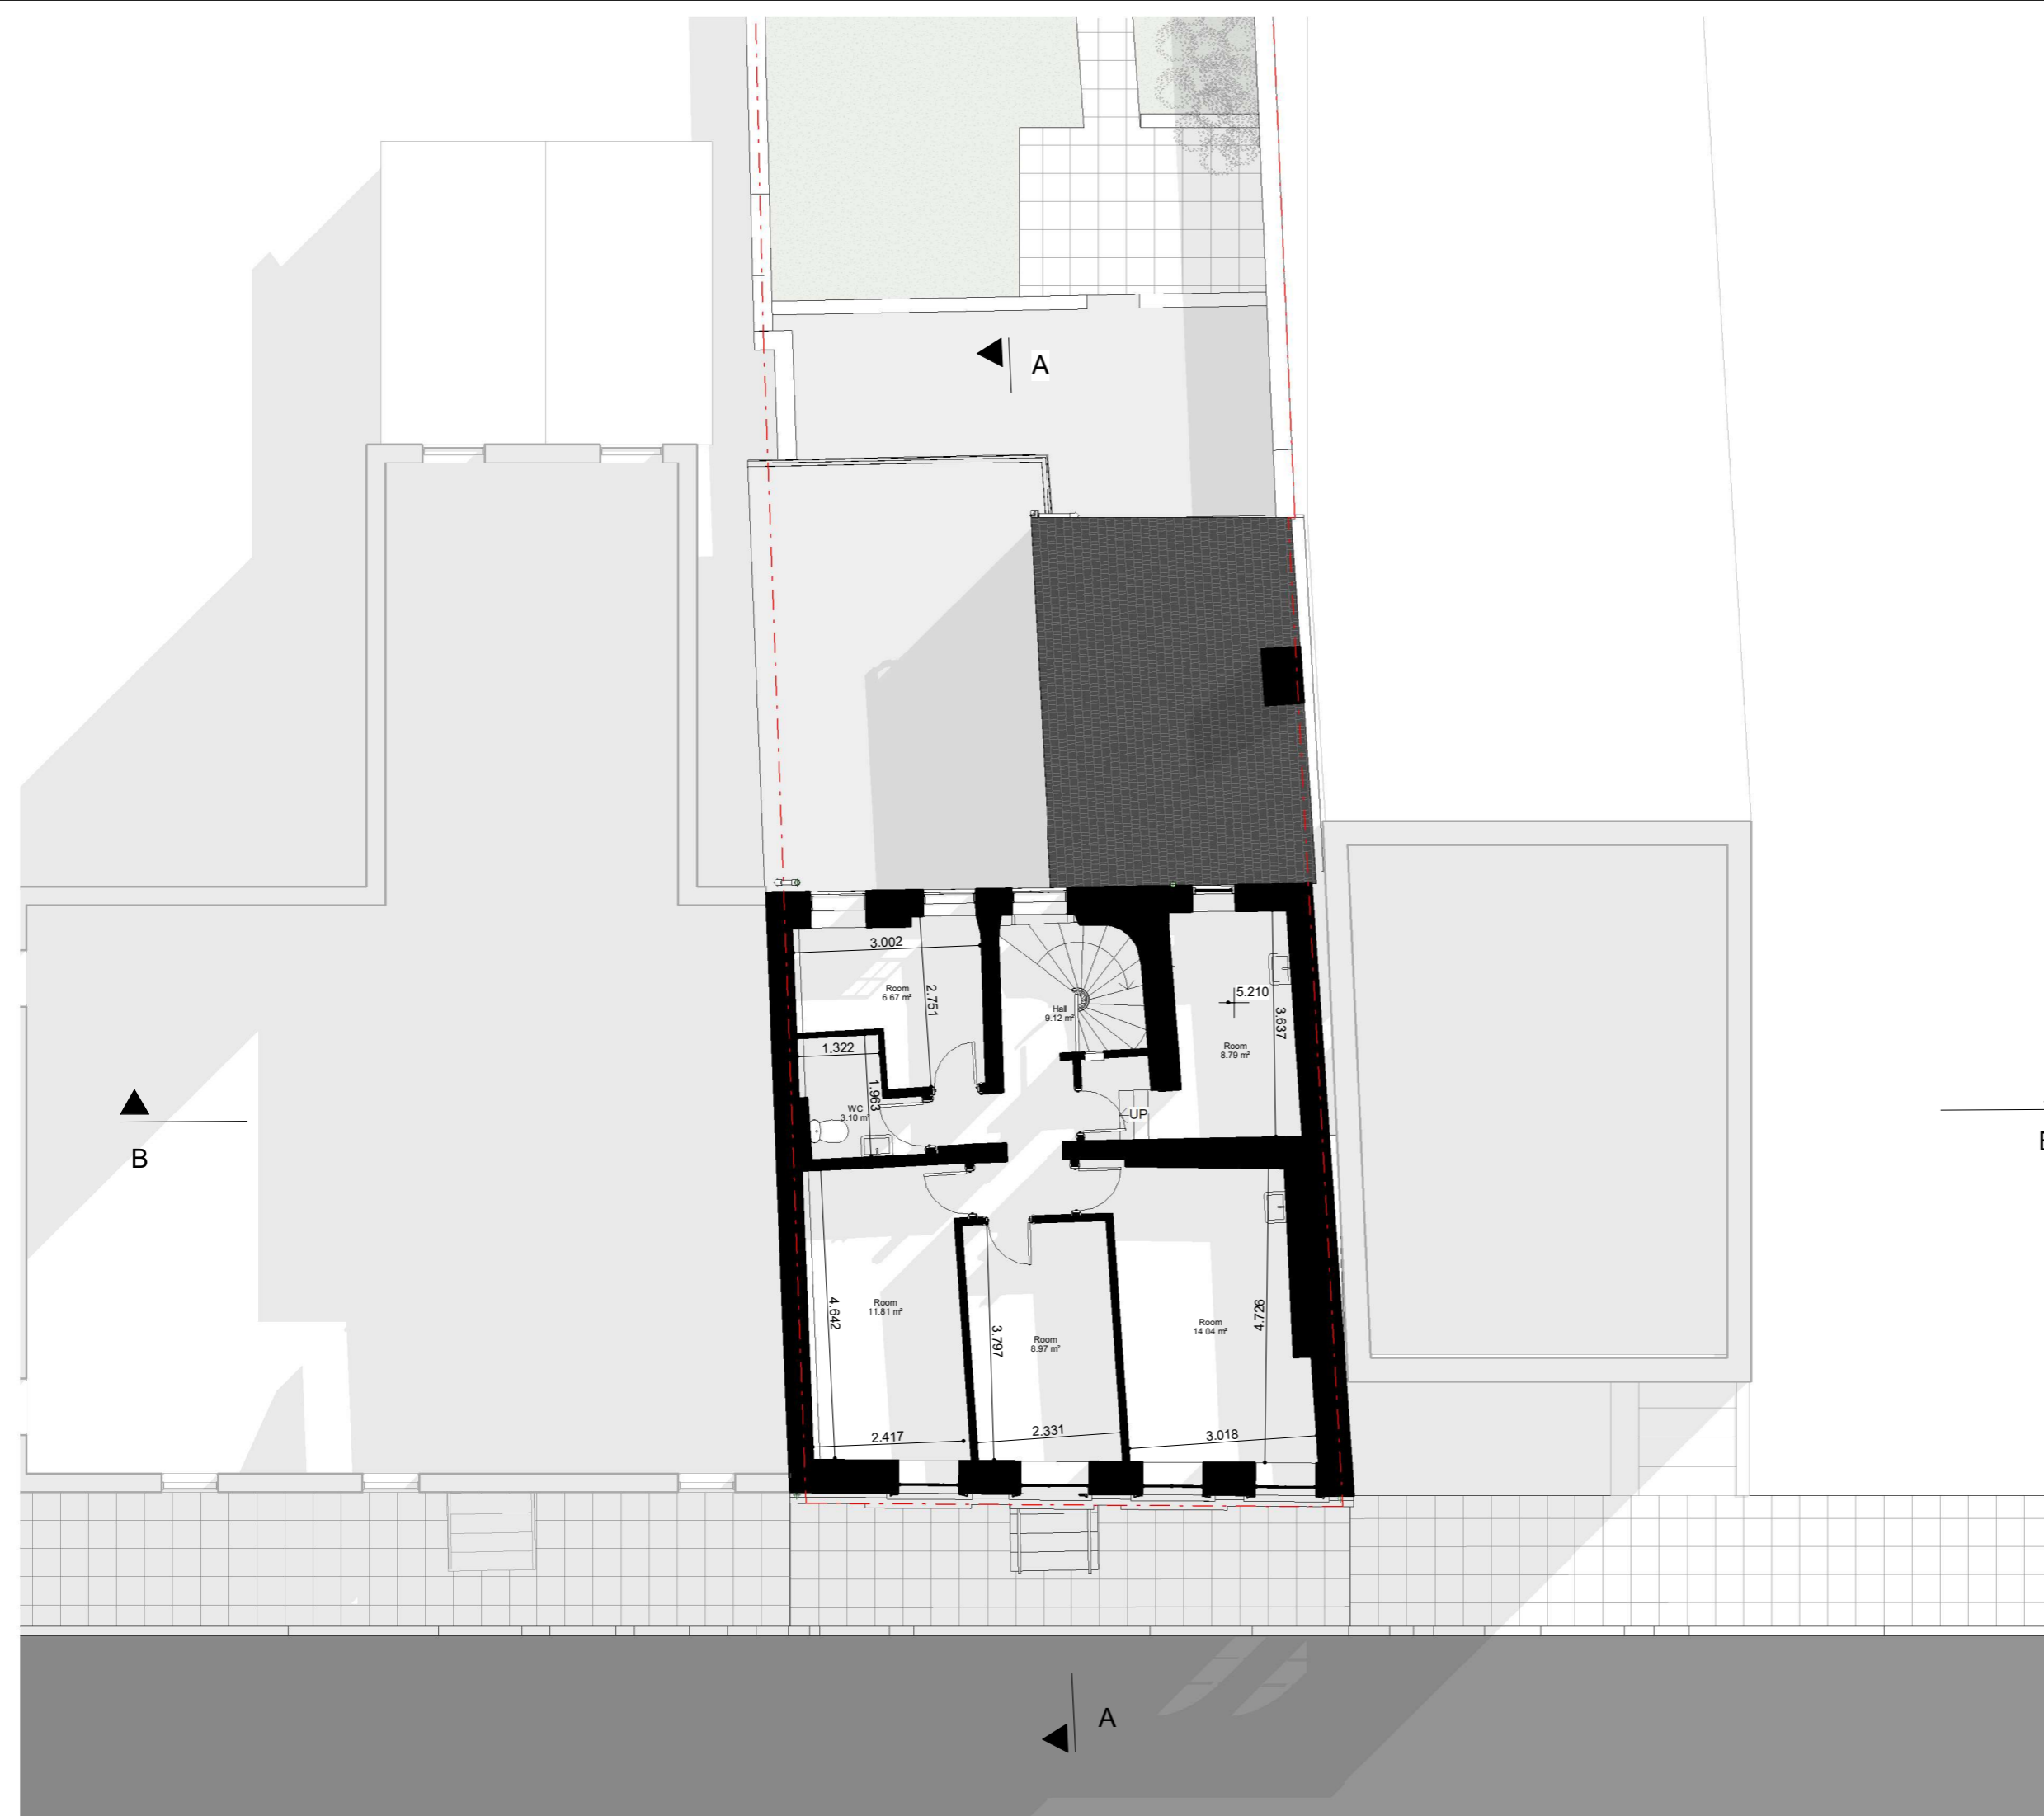 A
3.002
Room
6.67 m²
2.751
Hall
9.12 m²
5.210
3.637
Room
8.79 m²
1.322
1.963
WC
3.10 m²
UP
B
4.642
Room
11.81 m²
3.797
Room
8.97 m²
Room
14.04 m²
4.726
2.417
2.331
3.018
A